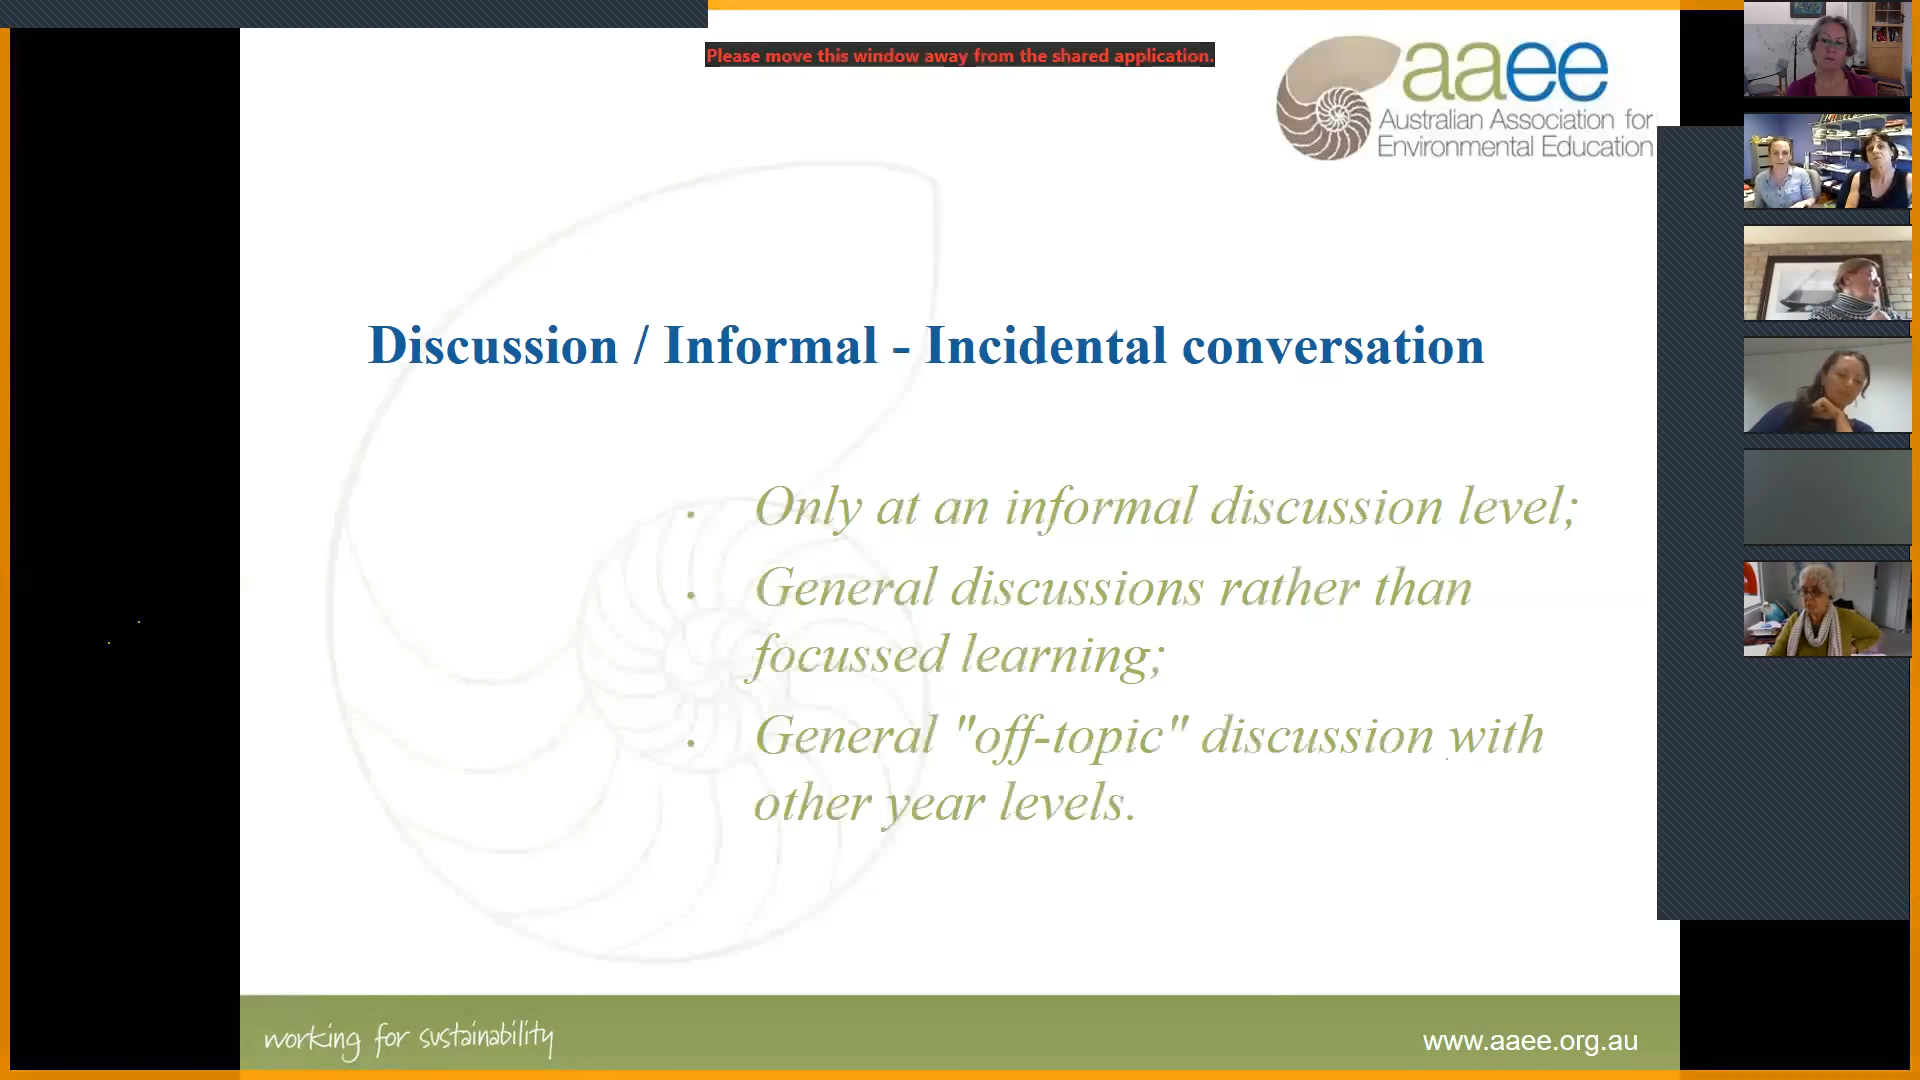 Please move this window away from the shared application.
aaee
Australian Association for
Environmental Education
Discussion / Informal - Incidental conversation
• Only at an informal discussion level;
• General discussions rather than
focussed learning;
• General "off-topic" discussion with
other year levels.
working for sustainability
www.aaee.org.au